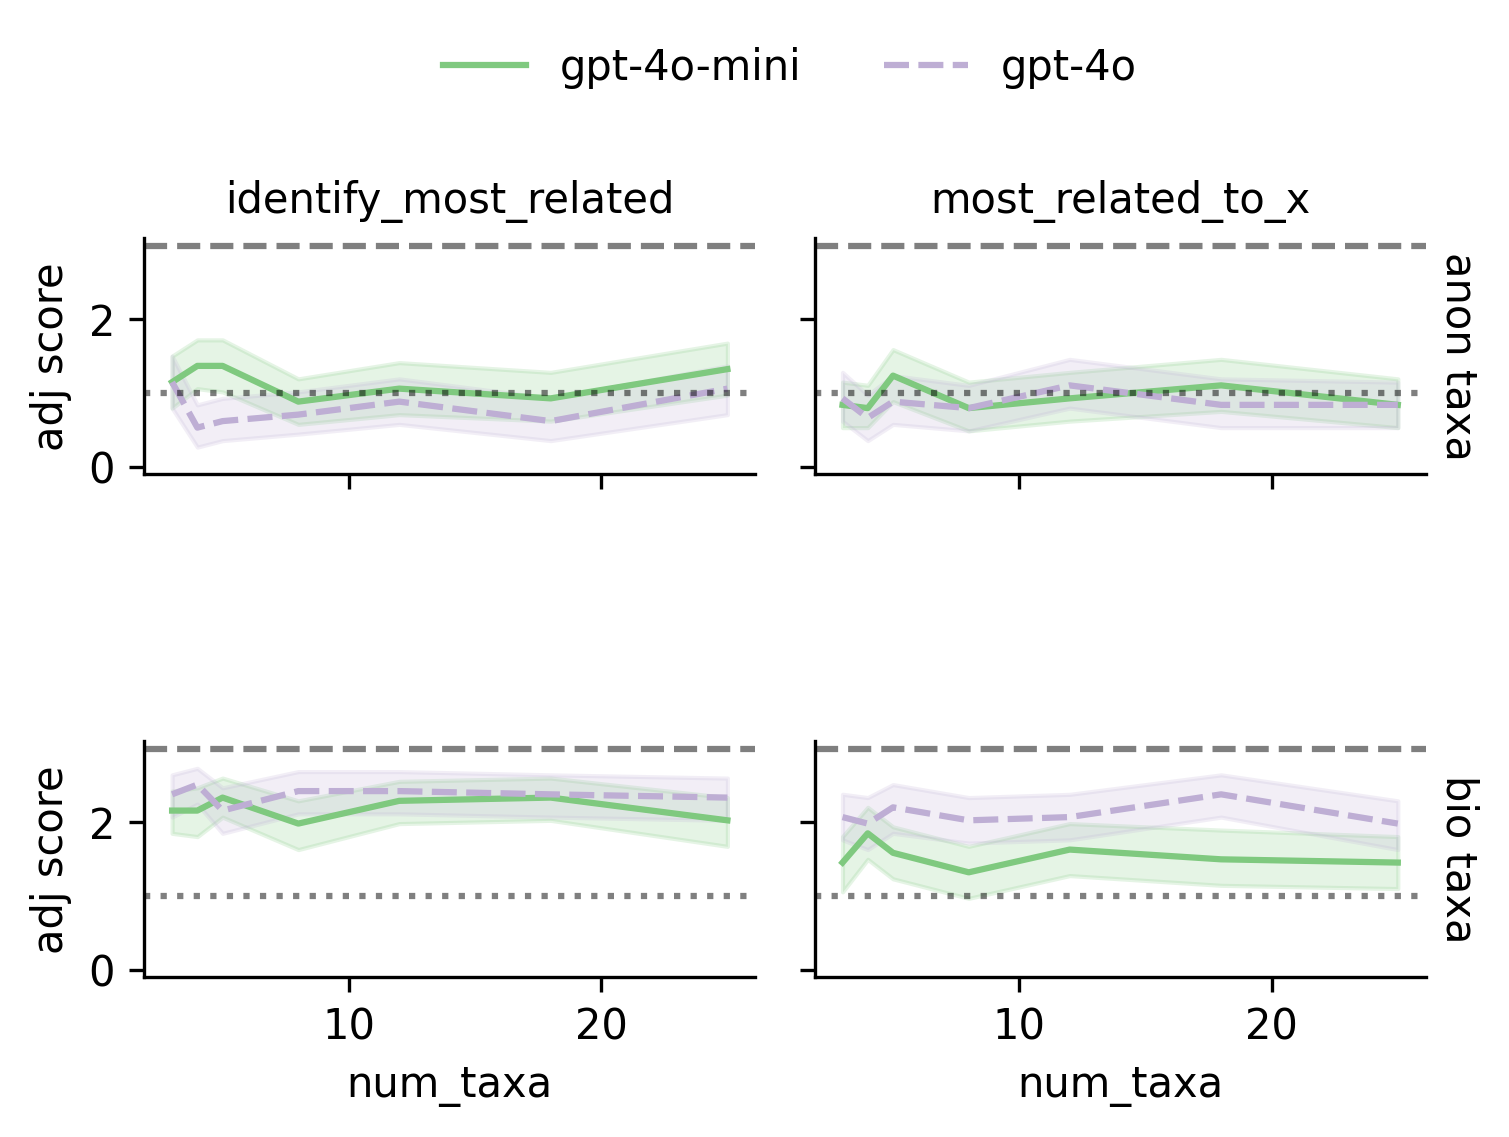 gpt-4o-mini gpt-4o
identify_most_related most_related_to_x
adj score
2
0
anon taxa
adj score
2
0
bio taxa
10 20 10 20
num_taxa num_taxa